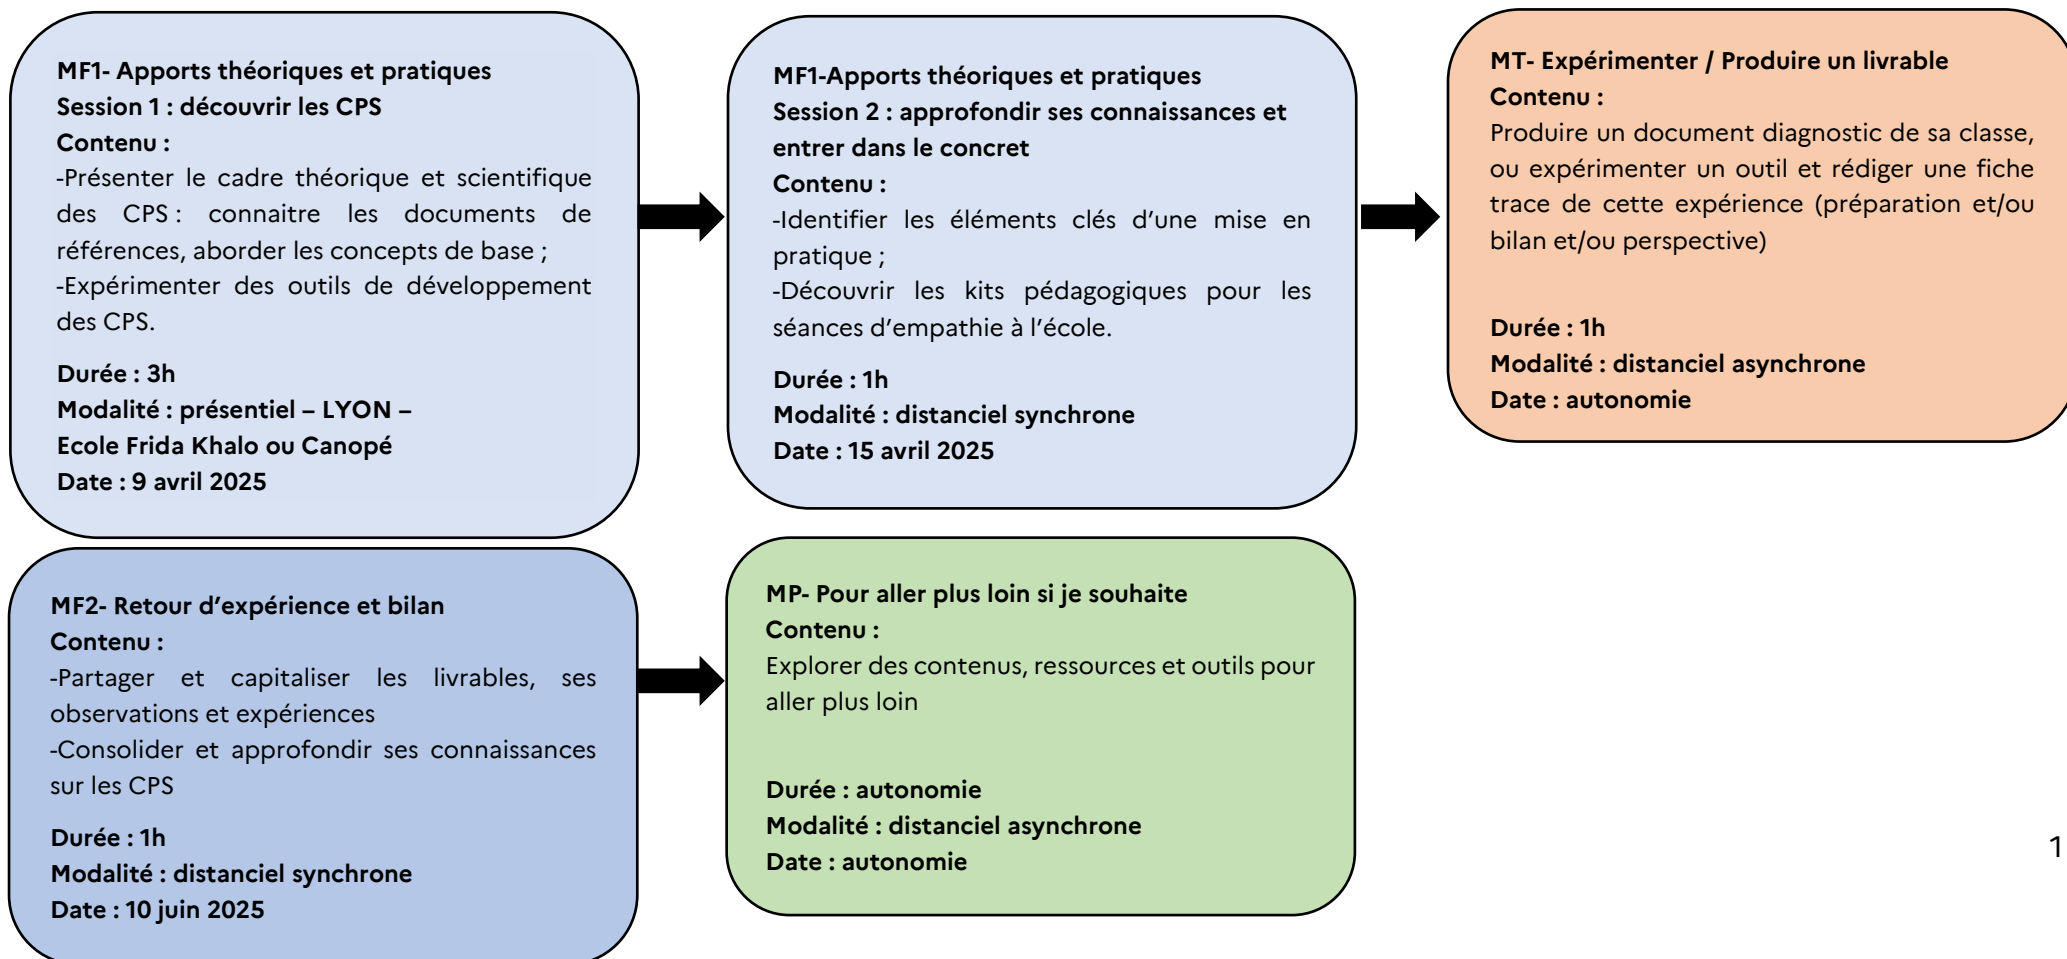 MF1- Apports théoriques et pratiques
Session 1 : découvrir les CPS
Contenu :
-Présenter le cadre théorique et scientifique
des CPS : connaitre les documents de
références, aborder les concepts de base ;
-Expérimenter des outils de développement
des CPS.
Durée : 3h
Modalité : présentiel – LYON –
Ecole Frida Khalo ou Canopé
Date : 9 avril 2025
MF1-Apports théoriques et pratiques
Session 2 : approfondir ses connaissances et
entrer dans le concret
Contenu :
-Identifier les éléments clés d’une mise en
pratique ;
-Découvrir les kits pédagogiques pour les
séances d’empathie à l’école.
Durée : 1h
Modalité : distanciel synchrone
Date : 15 avril 2025
MT- Expérimenter / Produire un livrable
Contenu :
Produire un document diagnostic de sa classe,
ou expérimenter un outil et rédiger une fiche
trace de cette expérience (préparation et/ou
bilan et/ou perspective)
Durée : 1h
Modalité : distanciel asynchrone
Date : autonomie
MF2- Retour d’expérience et bilan
Contenu :
-Partager et capitaliser les livrables, ses
observations et expériences
-Consolider et approfondir ses connaissances
sur les CPS
Durée : 1h
Modalité : distanciel synchrone
Date : 10 juin 2025
MP- Pour aller plus loin si je souhaite
Contenu :
Explorer des contenus, ressources et outils pour
aller plus loin
Durée : autonomie
Modalité : distanciel asynchrone
Date : autonomie
1